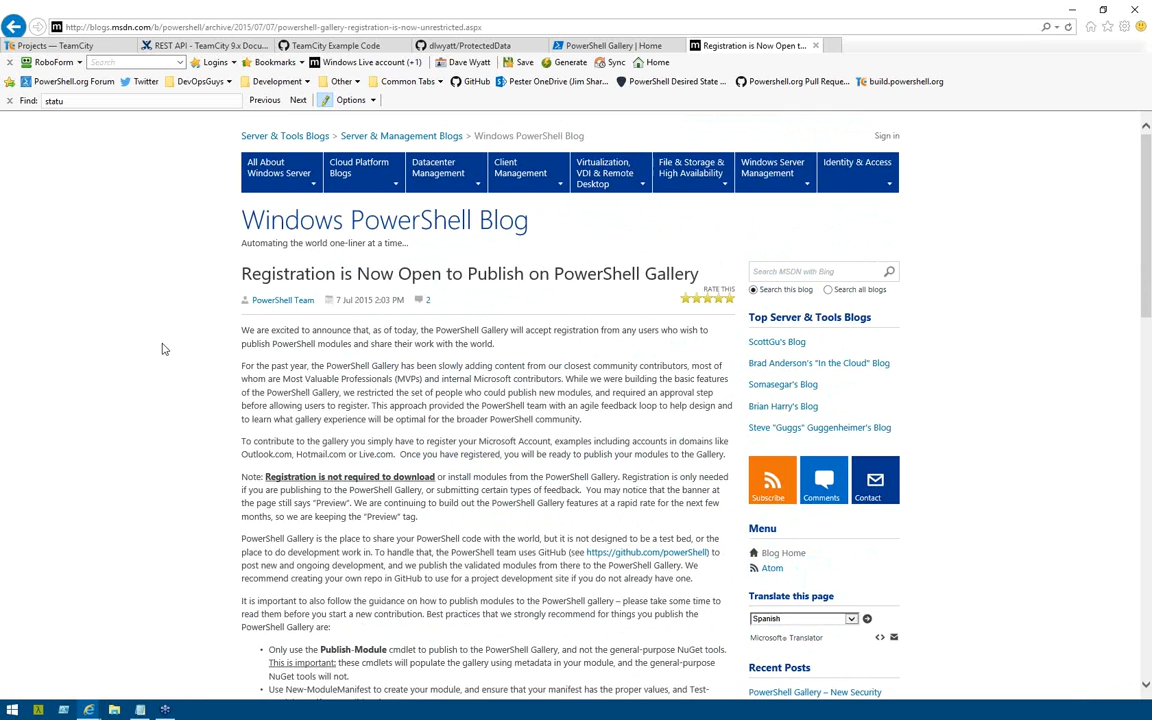 http://blogs.msdn.com/b/powershell/archive/2015/07/07/powershell-gallery-registration-is-now-unrestricted.aspx
Projects — TeamCity
REST API - TeamCity 9.x Docu...
TeamCity Example Code
dlwyatt/ProtectedData
PowerShell Gallery | Home
Registration is Now Open t...
RoboForm
Search
Logins
Bookmarks
Windows Live account (+1)
Dave Wyatt
Save
Generate
Sync
Home
PowerShell.org Forum
Twitter
DevOpsGuys
Development
Other
Common Tabs
GitHub
Pester OneDrive (Jim Shar...
PowerShell Desired State ...
Powershell.org Pull Reque...
build.powershell.org
Find: statu
Previous
Next
Options
Server & Tools Blogs > Server & Management Blogs > Windows PowerShell Blog
Sign in
All About
Windows Server
Cloud Platform
Blogs
Datacenter
Management
Client
Management
Virtualization,
VDI & Remote
Desktop
File & Storage &
High Availability
Windows Server
Management
Identity & Access
Windows PowerShell Blog
Automating the world one-liner at a time...
Registration is Now Open to Publish on PowerShell Gallery
RATE THIS
PowerShell Team
7 Jul 2015 2:03 PM
2
We are excited to announce that, as of today, the PowerShell Gallery will accept registration from any users who wish to
publish PowerShell modules and share their work with the world.
For the past year, the PowerShell Gallery has been slowly adding content from our closest community contributors, most of
whom are Most Valuable Professionals (MVPs) and internal Microsoft contributors. While we were building the basic features
of the PowerShell Gallery, we restricted the set of people who could publish new modules, and required an approval step
before allowing users to register. This approach provided the PowerShell team with an agile feedback loop to help design and
to learn what gallery experience will be optimal for the broader PowerShell community.
To contribute to the gallery you simply have to register your Microsoft Account, examples including accounts in domains like
Outlook.com, Hotmail.com or Live.com. Once you have registered, you will be ready to publish your modules to the Gallery.
Note: Registration is not required to download or install modules from the PowerShell Gallery. Registration is only needed
if you are publishing to the PowerShell Gallery, or submitting certain types of feedback. You may notice that the banner at
the page still says "Preview". We are continuing to build out the PowerShell Gallery features at a rapid rate for the next few
months, so we are keeping the "Preview" tag.
PowerShell Gallery is the place to share your PowerShell code with the world, but it is not designed to be a test bed, or the
place to do development work in. To handle that, the PowerShell team uses GitHub (see https://github.com/powerShell) to
post new and ongoing development, and we publish the validated modules from there to the PowerShell Gallery. We
recommend creating your own repo in GitHub to use for a project development site if you do not already have one.
It is important to also follow the guidance on how to publish modules to the PowerShell gallery – please take some time to
read them before you start a new contribution. Best practices that we strongly recommend for things you publish the
PowerShell Gallery are:
• Only use the Publish-Module cmdlet to publish to the PowerShell Gallery, and not the general-purpose NuGet tools.
This is important: these cmdlets will populate the gallery using metadata in your module, and the general-purpose
NuGet tools will not.
• Use New-ModuleManifest to create your module, and ensure that your manifest has the proper values, and Test-
Search MSDN with Bing
Search this blog
Search all blogs
Top Server & Tools Blogs
ScottGu's Blog
Brad Anderson's "In the Cloud" Blog
Somasegar's Blog
Brian Harry's Blog
Steve "Guggs" Guggenheimer's Blog
Subscribe
Comments
Contact
Menu
Blog Home
Atom
Translate this page
Spanish
Microsoft® Translator
Recent Posts
PowerShell Gallery – New Security